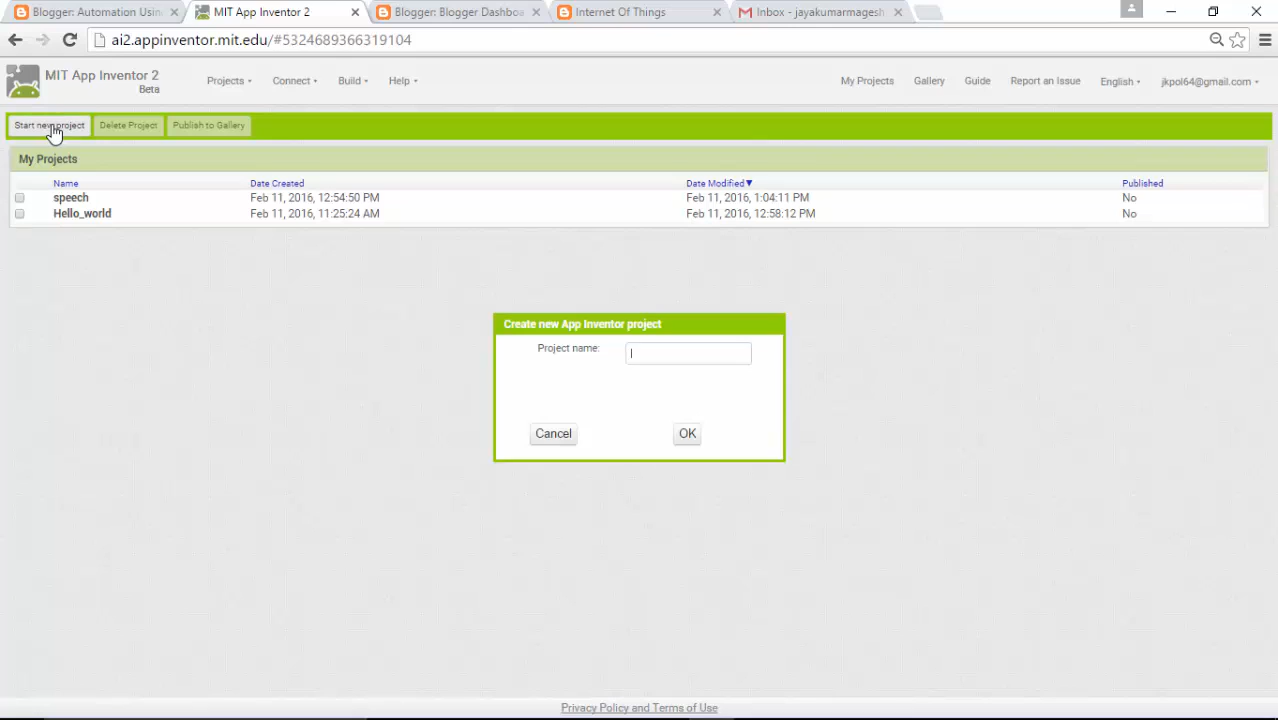 Blogger: Automation Usin
MIT App Inventor 2
Blogger: Blogger Dashboa
Internet Of Things
Inbox - jayakumarmagesh
ai2.appinventor.mit.edu/#5324689366319104
MIT App Inventor 2
Beta
Projects
Connect
Build
Help
My Projects
Gallery
Guide
Report an Issue
English
jkpol64@gmail.com
Start new project
Delete Project
Publish to Gallery
My Projects
Name Date Created Date Modified▼ Published
speech Feb 11, 2016, 12:54:50 PM Feb 11, 2016, 1:04:11 PM No
Hello_world Feb 11, 2016, 11:25:24 AM Feb 11, 2016, 12:58:12 PM No
Create new App Inventor project
Project name:
Cancel OK
Privacy Policy and Terms of Use